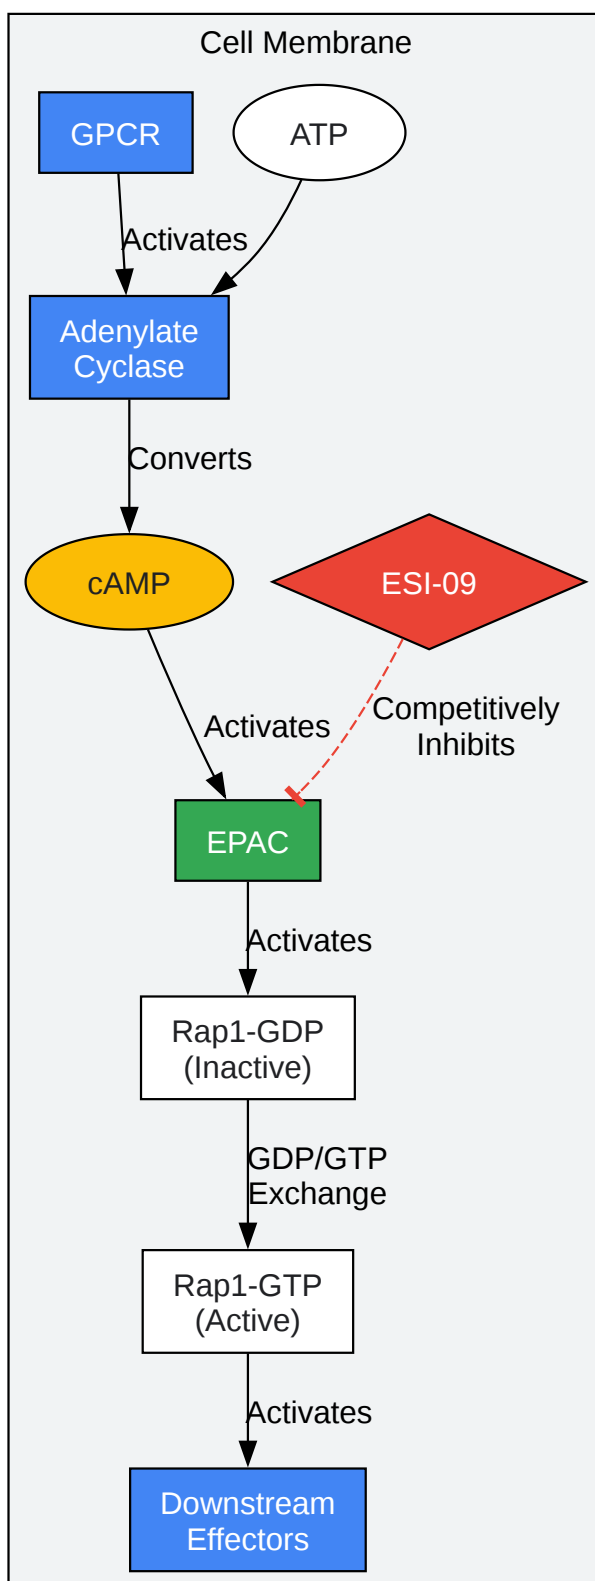 Cell Membrane
GPCR
ATP
Activates
Adenylate
Cyclase
Converts
cAMP
ESI-09
Activates
Competitively
Inhibits
EPAC
Activates
Rap1-GDP
(Inactive)
GDP/GTP
Exchange
Rap1-GTP
(Active)
Activates
Downstream
Effectors